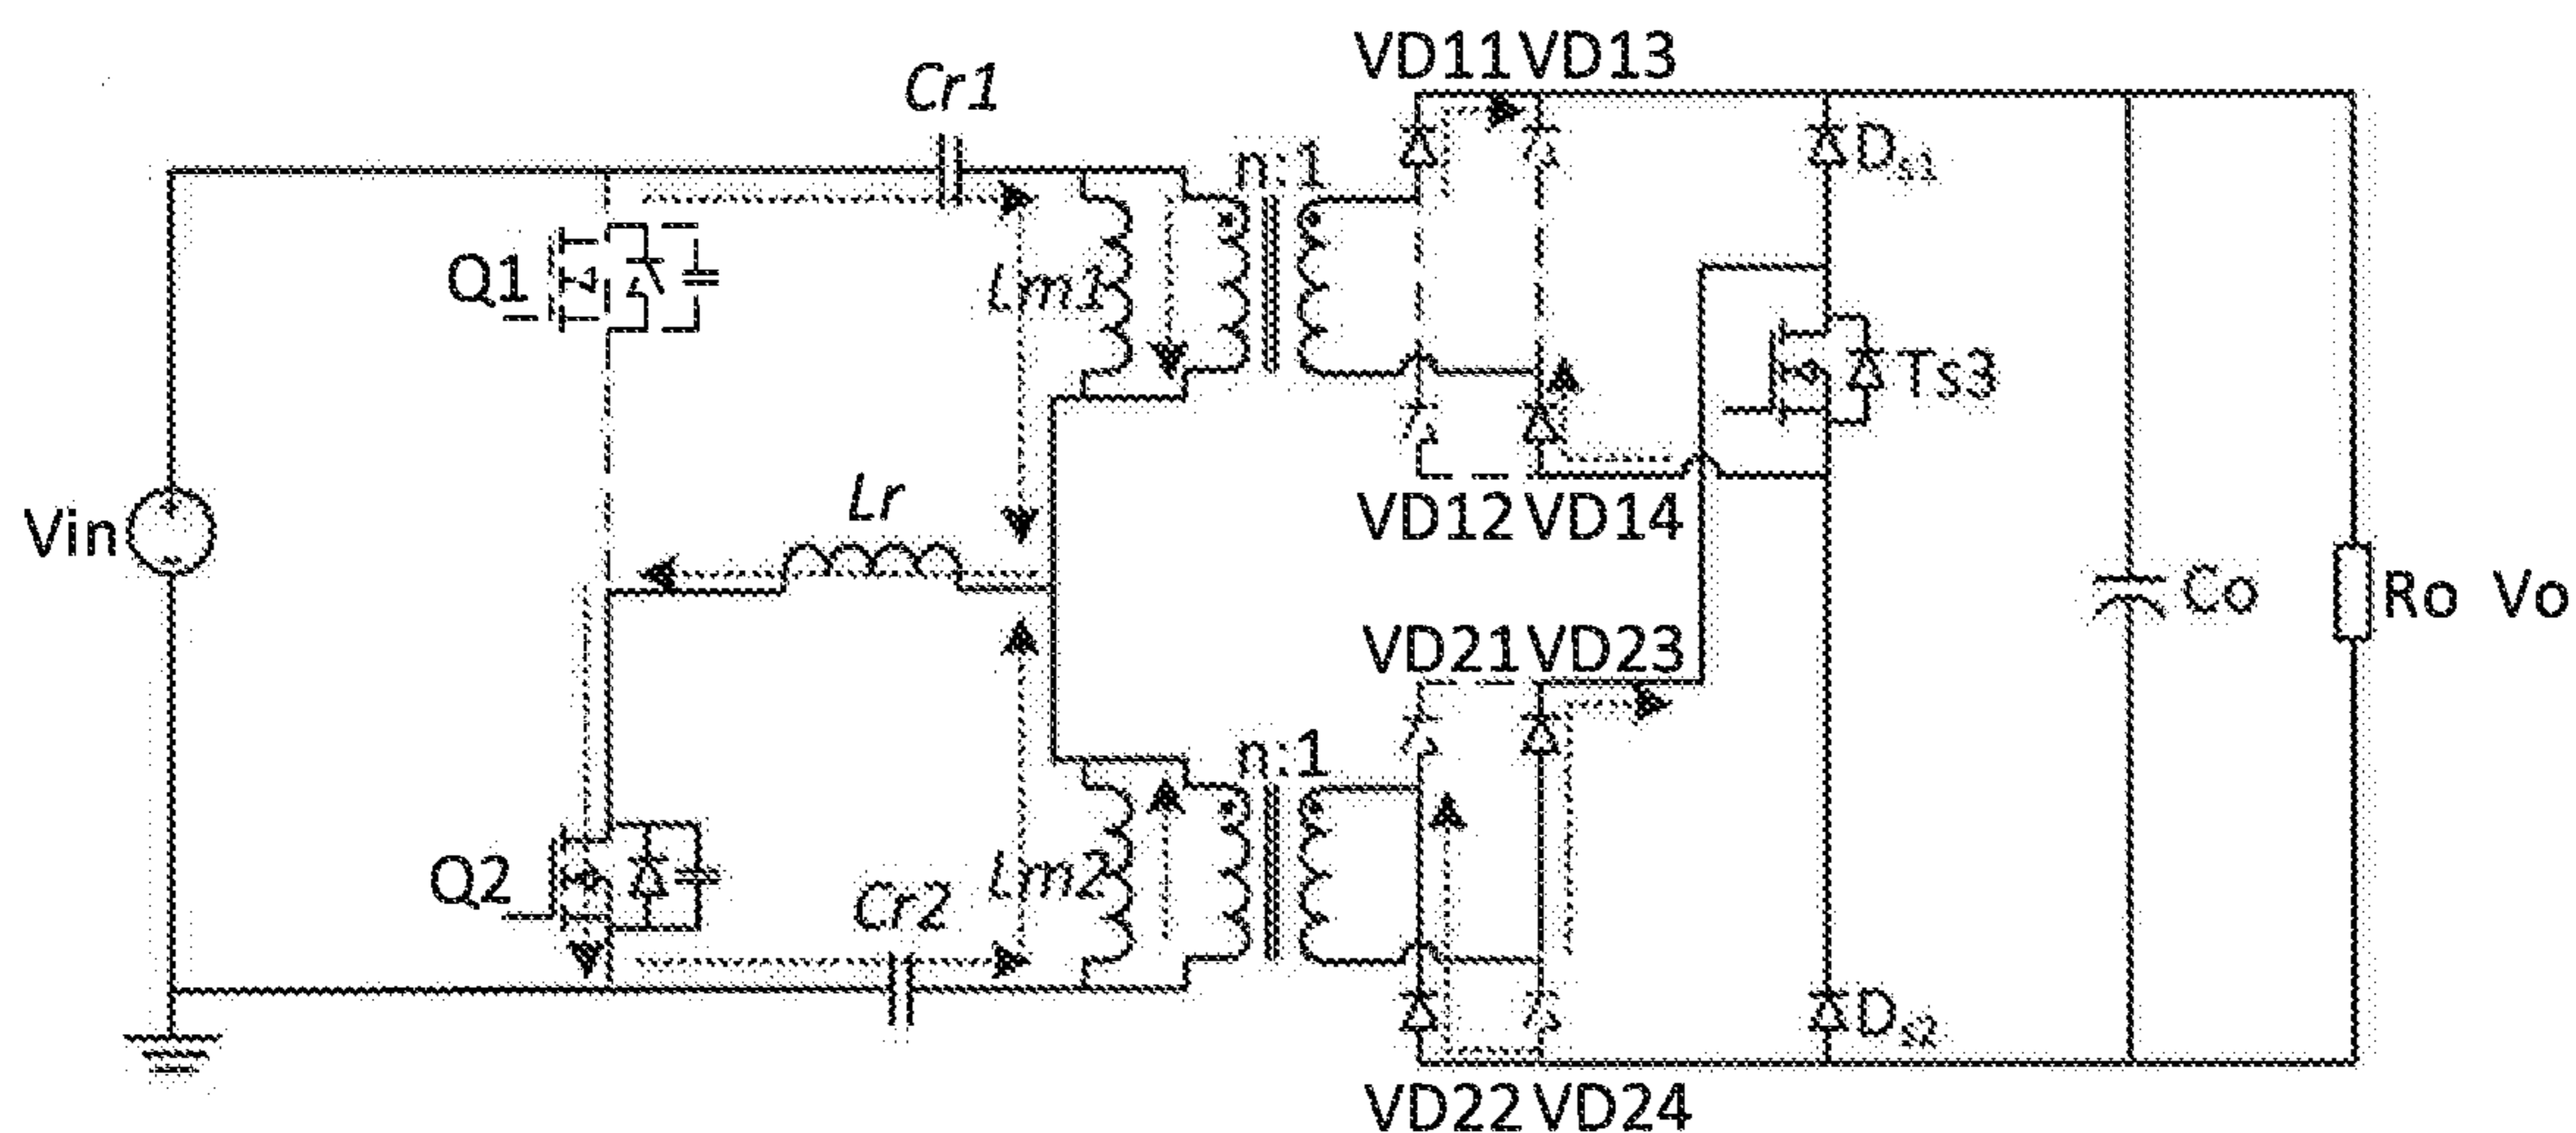 VD11 VD13
Cr1
n:1
Ds1
Q1
Lm1
Ts3
Lr
VD12 VD14
Vin
Co
Ro Vo
VD21 VD23
n:1
Q2
Lm2
Cr2
Ds2
VD22 VD24